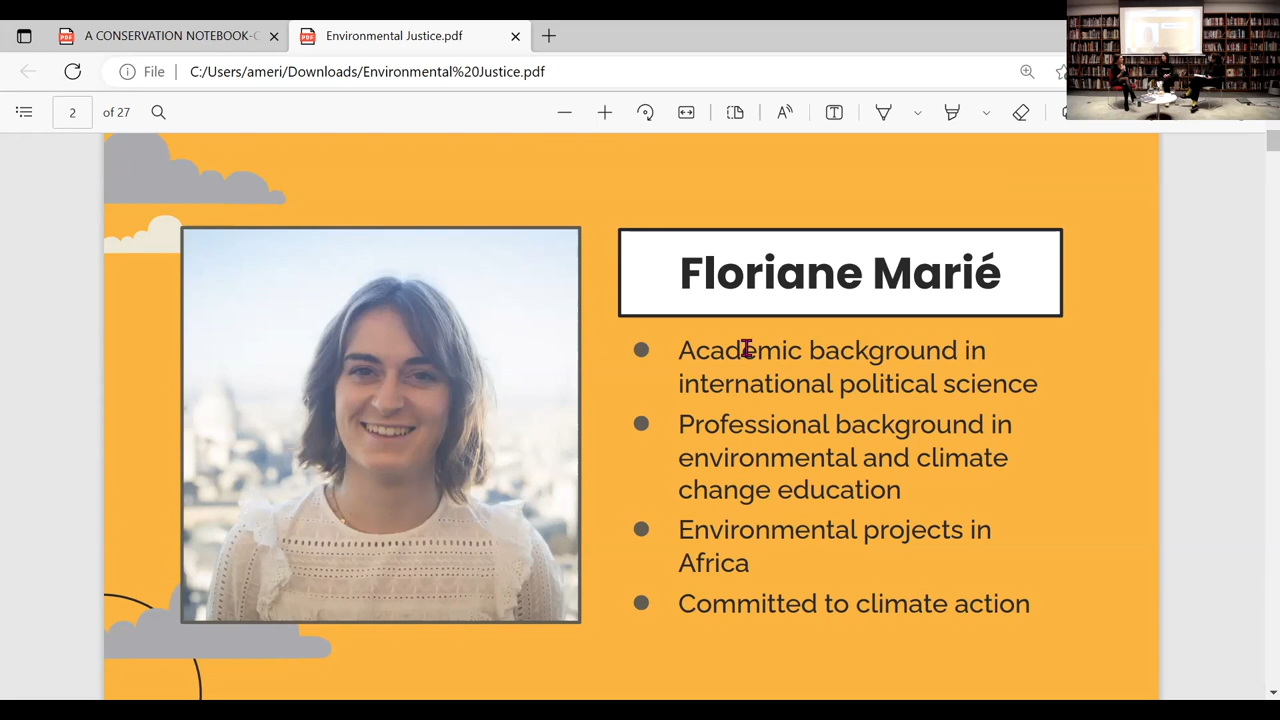 A CONSERVATION NOTEBOOK-C
Environmental Justice.pdf
File
C:/Users/ameri/Downloads/Environmental%20Justice.pdf
2 of 27
Floriane Marié
Academic background in
international political science
Professional background in
environmental and climate
change education
Environmental projects in
Africa
Committed to climate action